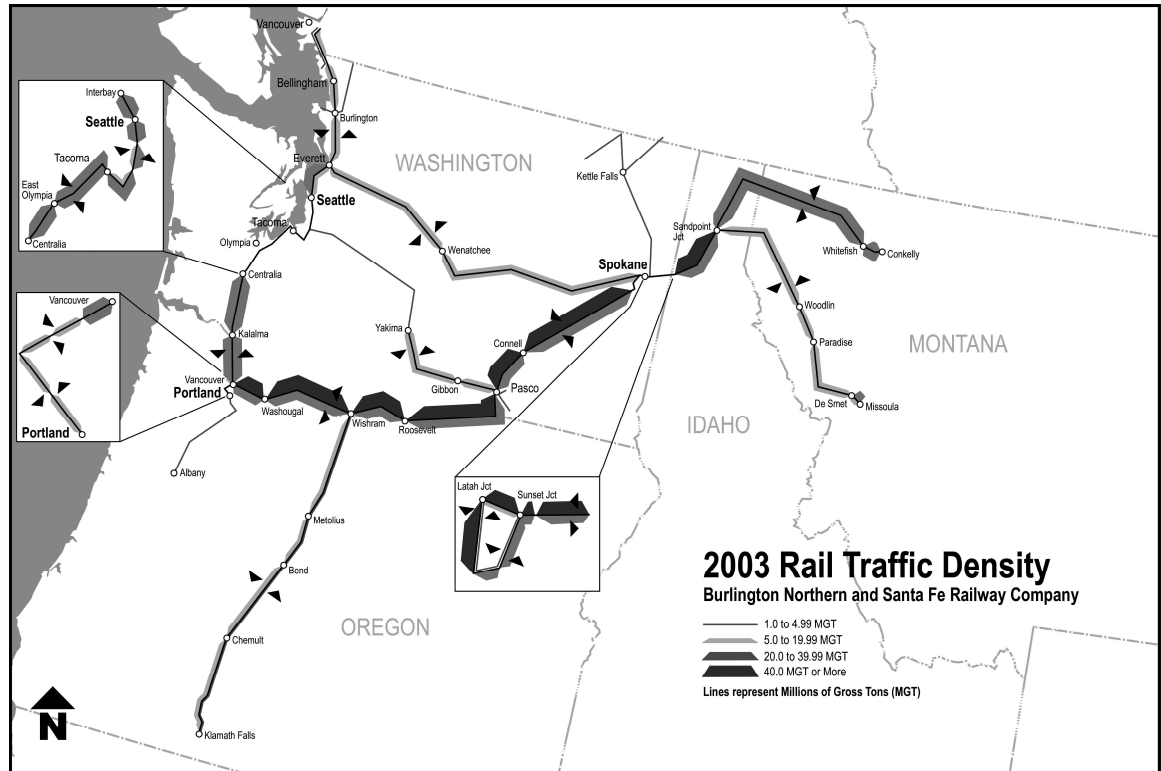 Vancouver
Bellingham
Burlington
Everett
WASHINGTON
Kettle Falls
Interbay
Seattle
Tacoma
East
Olympia
Centralia
Seattle
Tacoma
Olympia
Centralia
Wenatchee
Spokane
Sandpoint
Jct
Whitefish
Conkelly
Woodlin
Paradise
De Smet
Missoula
MONTANA
IDAHO
Vancouver
Portland
Kalalma
Vancouver
Portland
Washougal
Wishram
Roosevelt
Yakima
Gibbon
Connell
Pasco
Albany
Metolius
Bond
Chemult
Klamath Falls
OREGON
Latah Jct
Sunset Jct
N
2003 Rail Traffic Density
Burlington Northern and Santa Fe Railway Company
1.0 to 4.99 MGT
5.0 to 19.99 MGT
20.0 to 39.99 MGT
40.0 MGT or More
Lines represent Millions of Gross Tons (MGT)